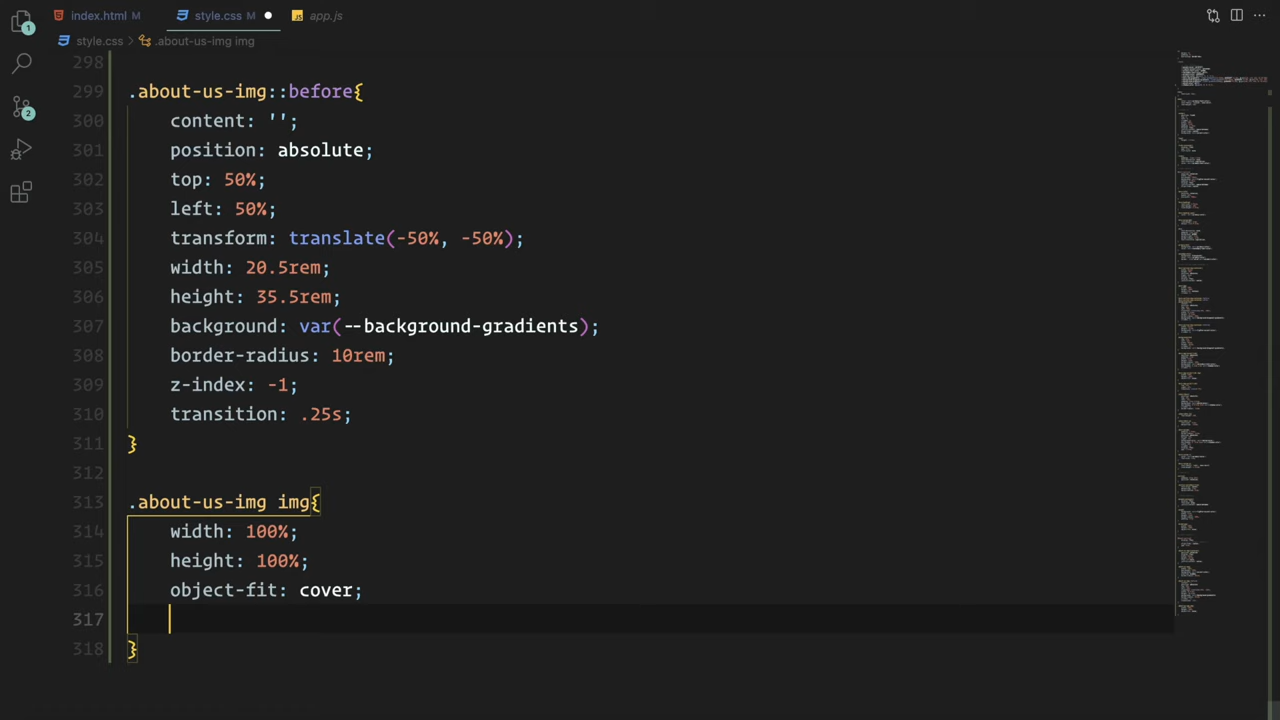 index.html M style.css M app.js
style.css > .about-us-img img
298
299 .about-us-img::before{
300 content: '';
301 position: absolute;
302 top: 50%;
303 left: 50%;
304 transform: translate(-50%, -50%);
305 width: 20.5rem;
306 height: 35.5rem;
307 background: var(--background-gradients);
308 border-radius: 10rem;
309 z-index: -1;
310 transition: .25s;
311 }
312
313 .about-us-img img{
314 width: 100%;
315 height: 100%;
316 object-fit: cover;
317
318 }
1
2